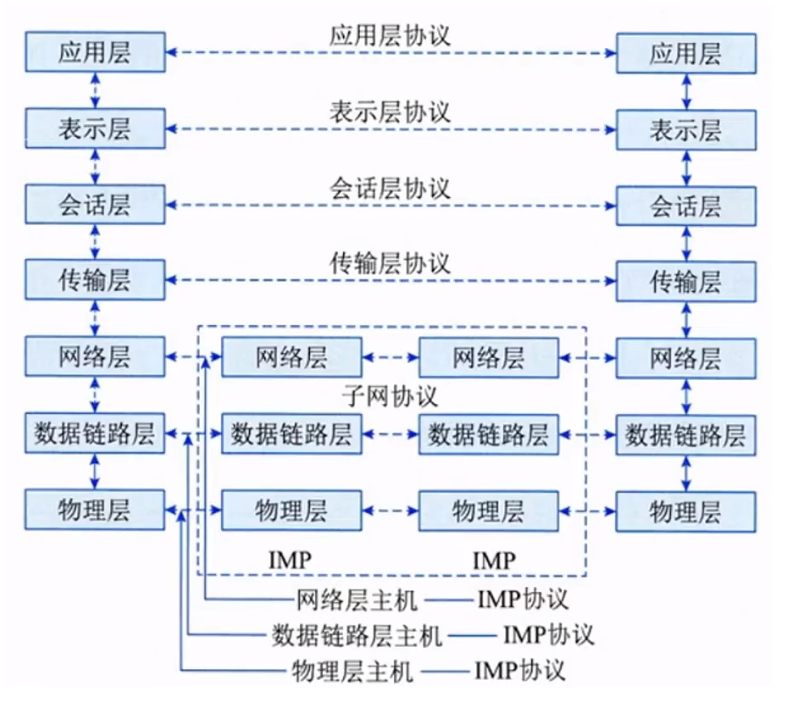 应用层协议
应用层 应用层
表示层协议
表示层 表示层
会话层协议
会话层 会话层
传输层协议
传输层 传输层
网络层 网络层 网络层 网络层
子网协议
数据链路层 数据链路层 数据链路层 数据链路层
物理层 物理层 物理层 物理层
IMP IMP
网络层主机 —— IMP协议
数据链路层主机 —— IMP协议
物理层主机 —— IMP协议